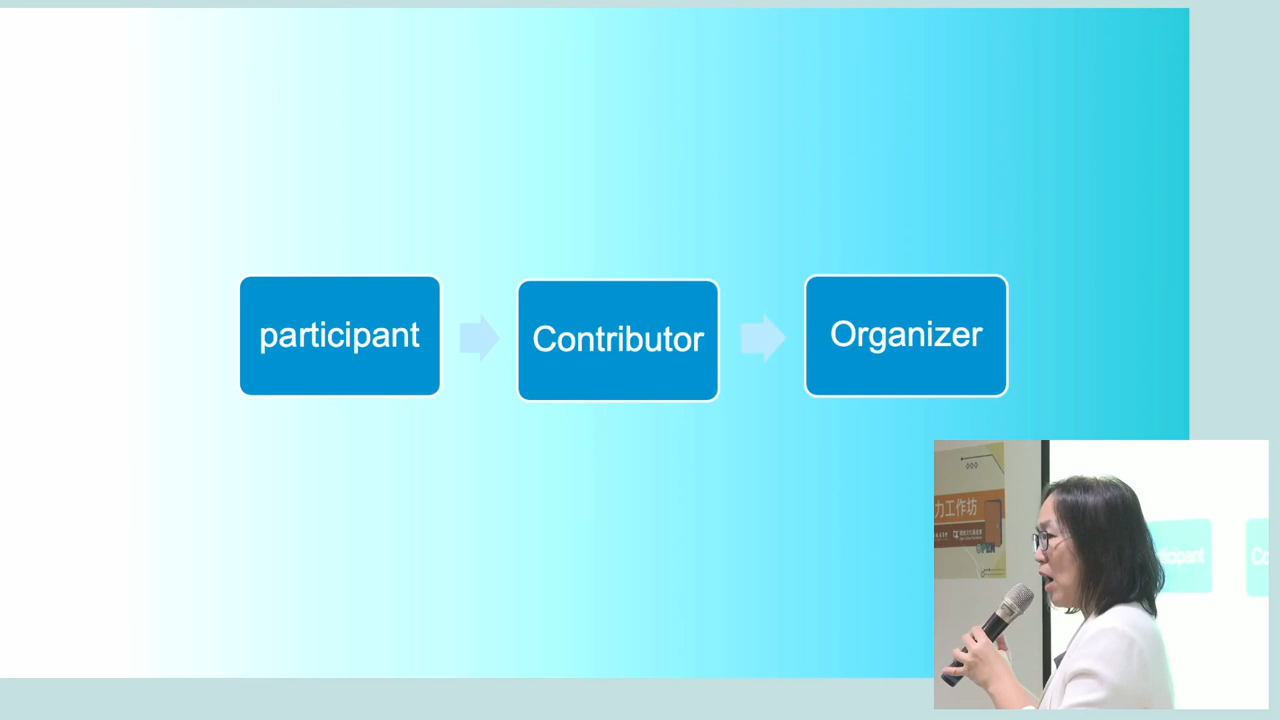 participant
Contributor
Organizer
力工作坊
OPEN